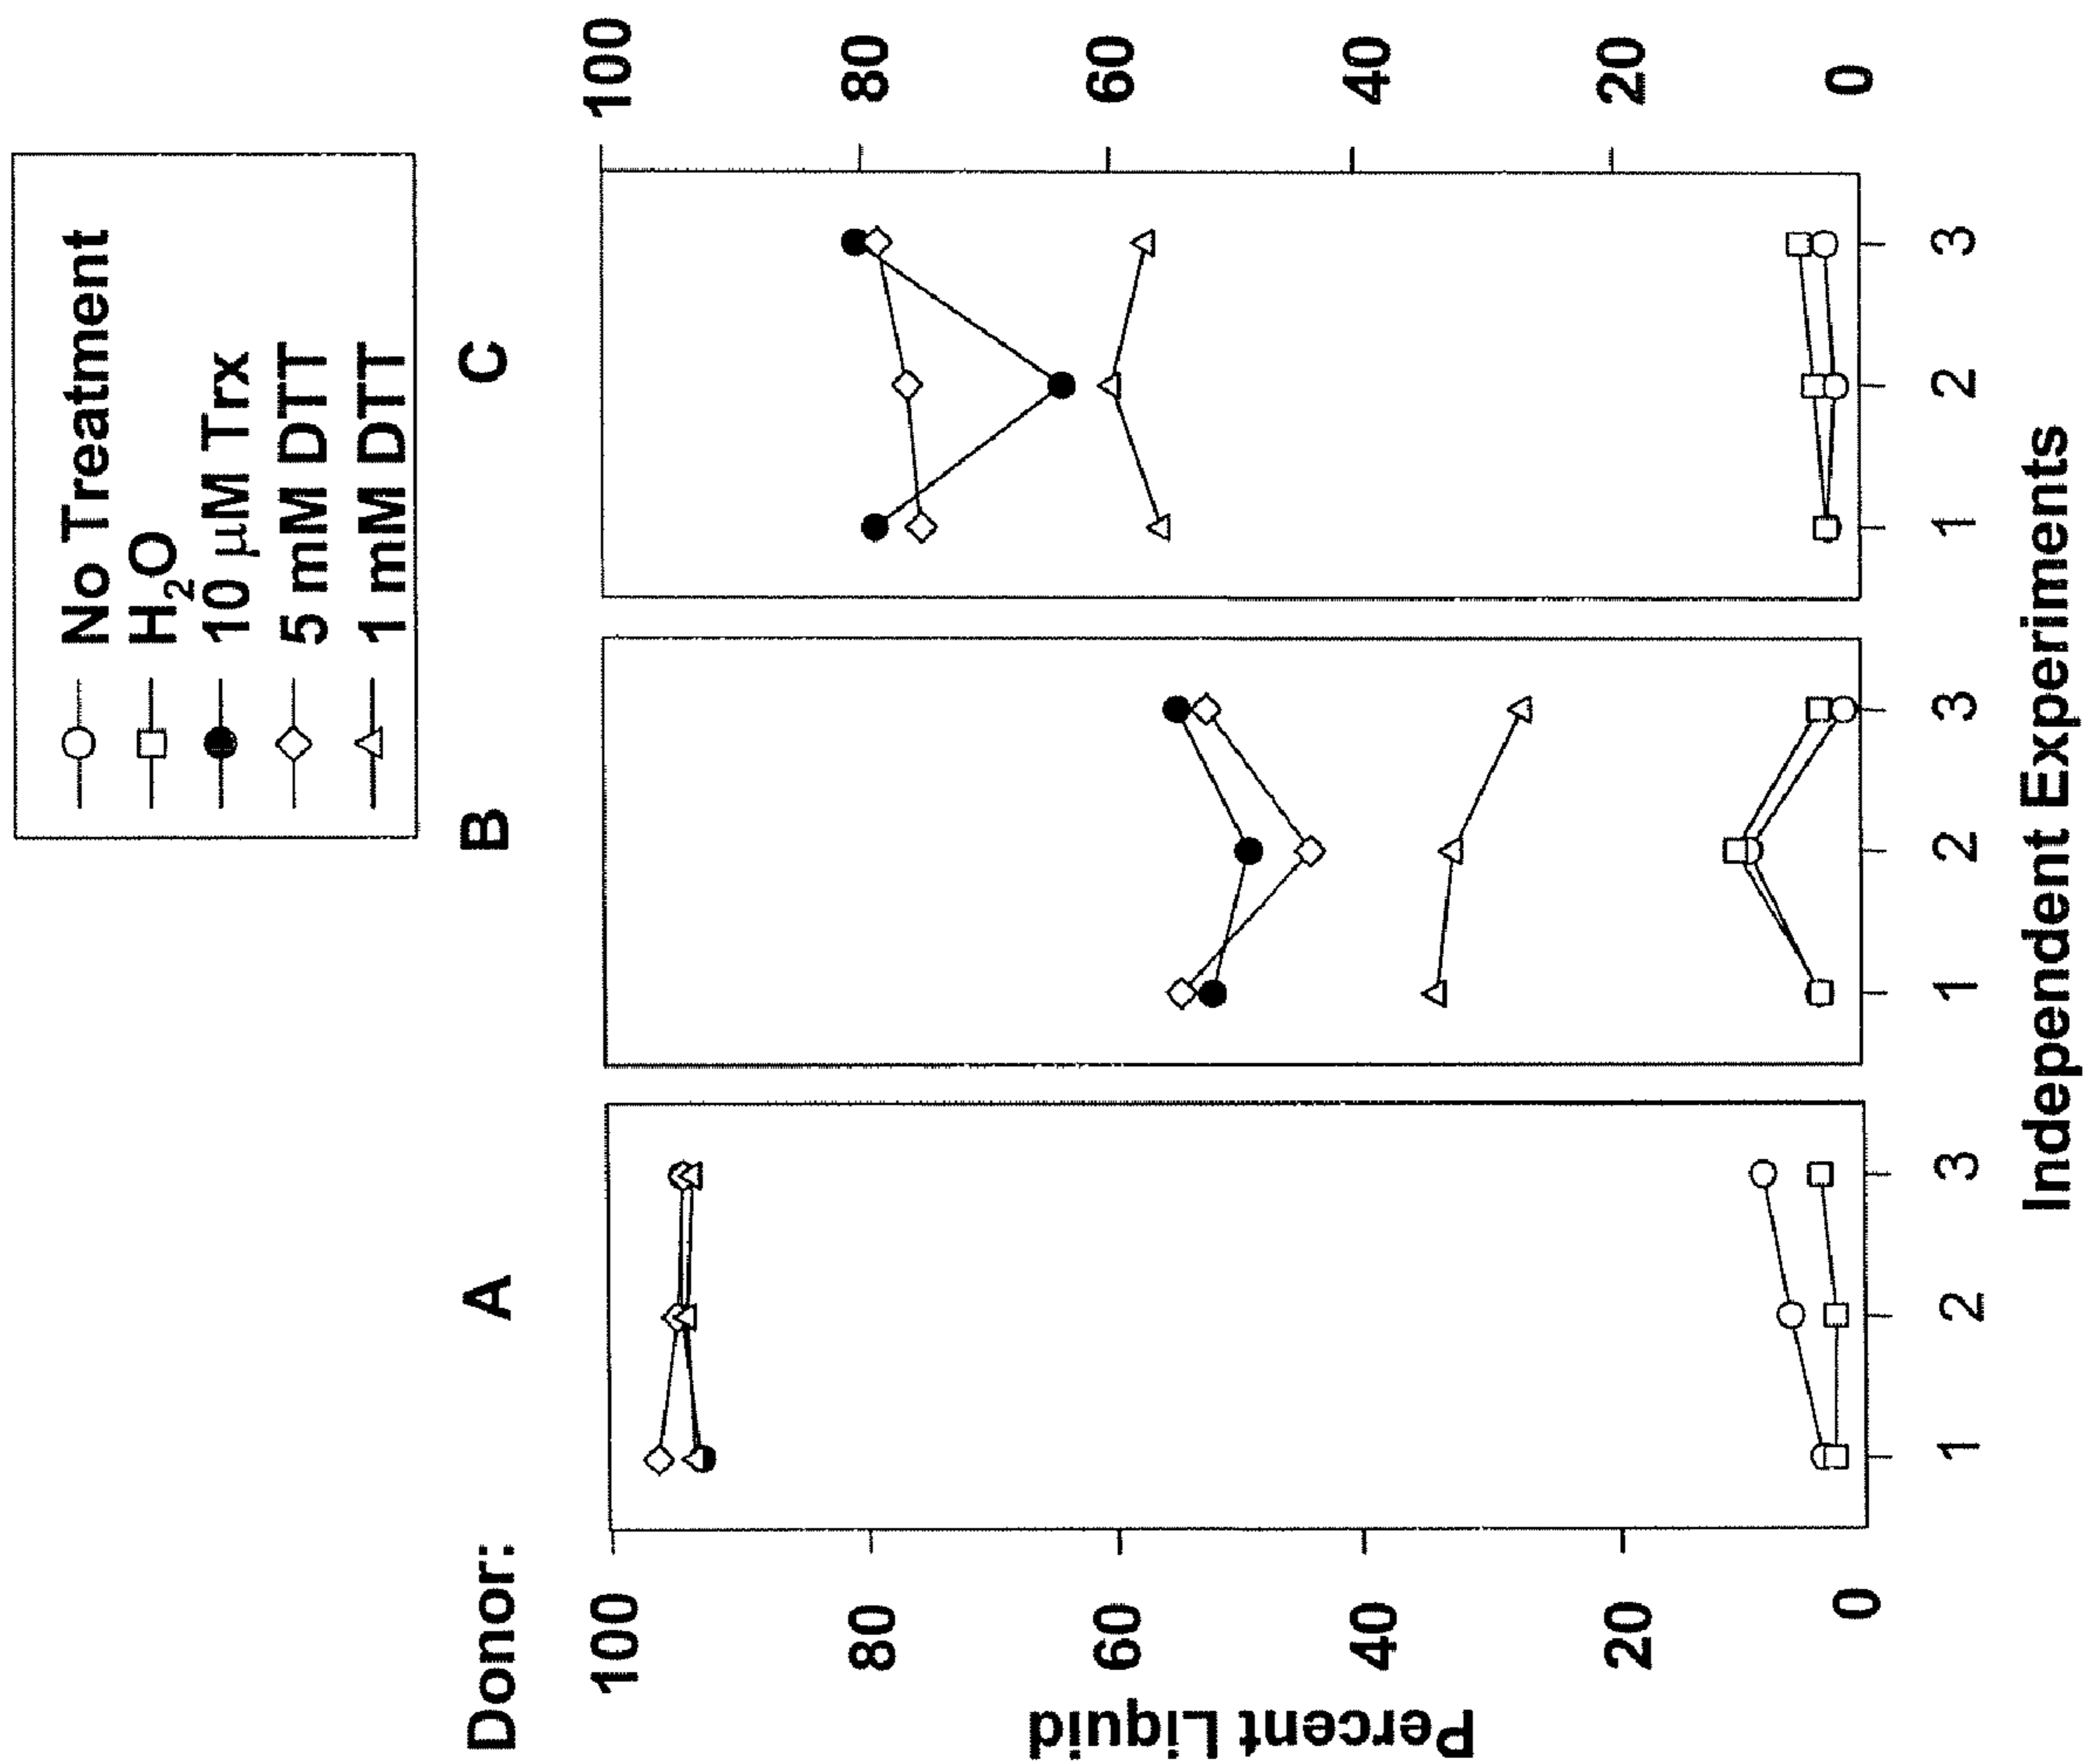 No Treatment
H₂O
10 μM Trx
5 mM DTT
1 mM DTT
Donor: A B C
100 100
80 80
60 60
40 40
20 20
0 0
Percent Liquid
1 2 3 1 2 3 1 2 3
Independent Experiments